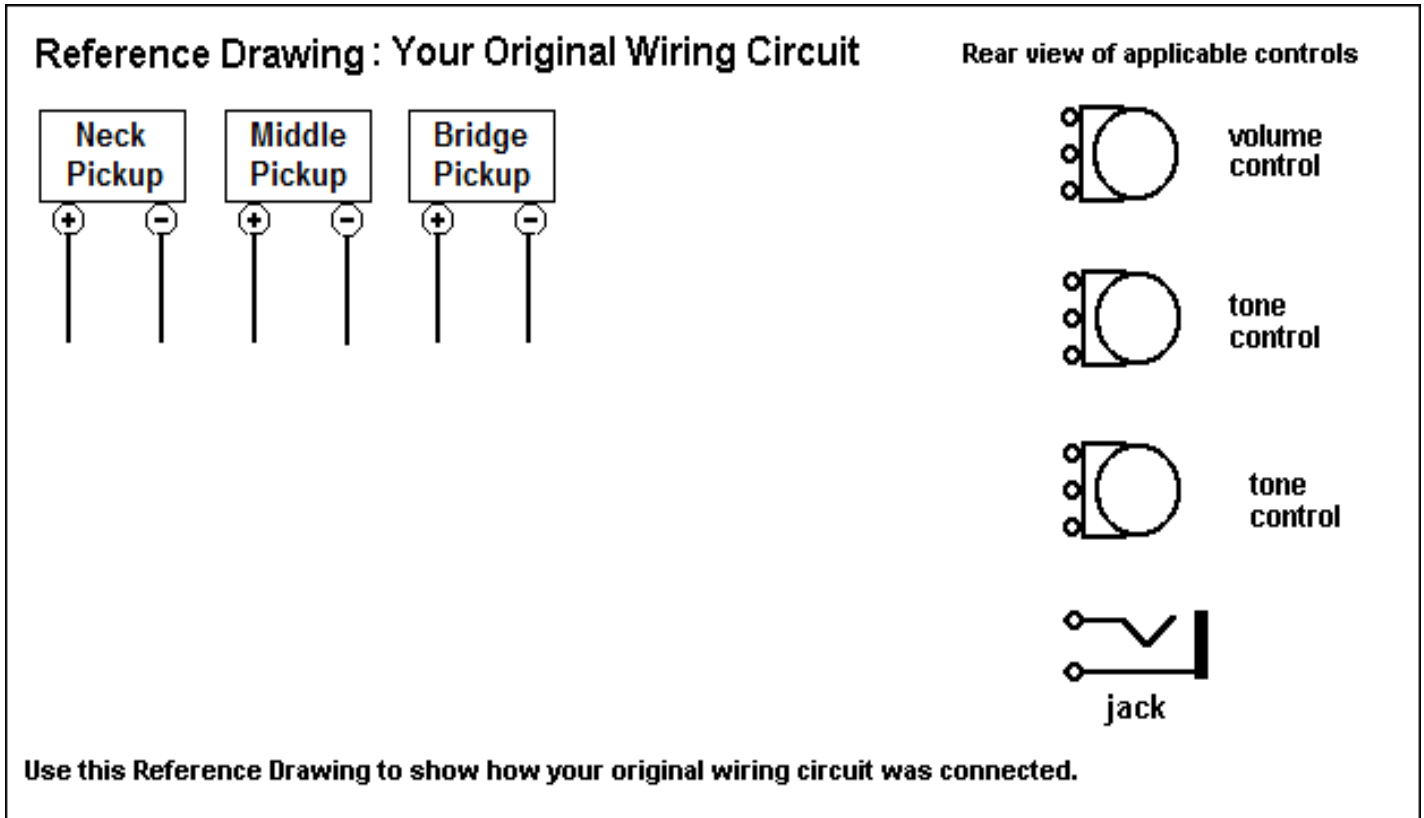 Reference Drawing : Your Original Wiring Circuit
Rear view of applicable controls
Neck
Pickup
Middle
Pickup
Bridge
Pickup
+
-
+
-
+
-
volume
control
tone
control
tone
control
jack
Use this Reference Drawing to show how your original wiring circuit was connected.